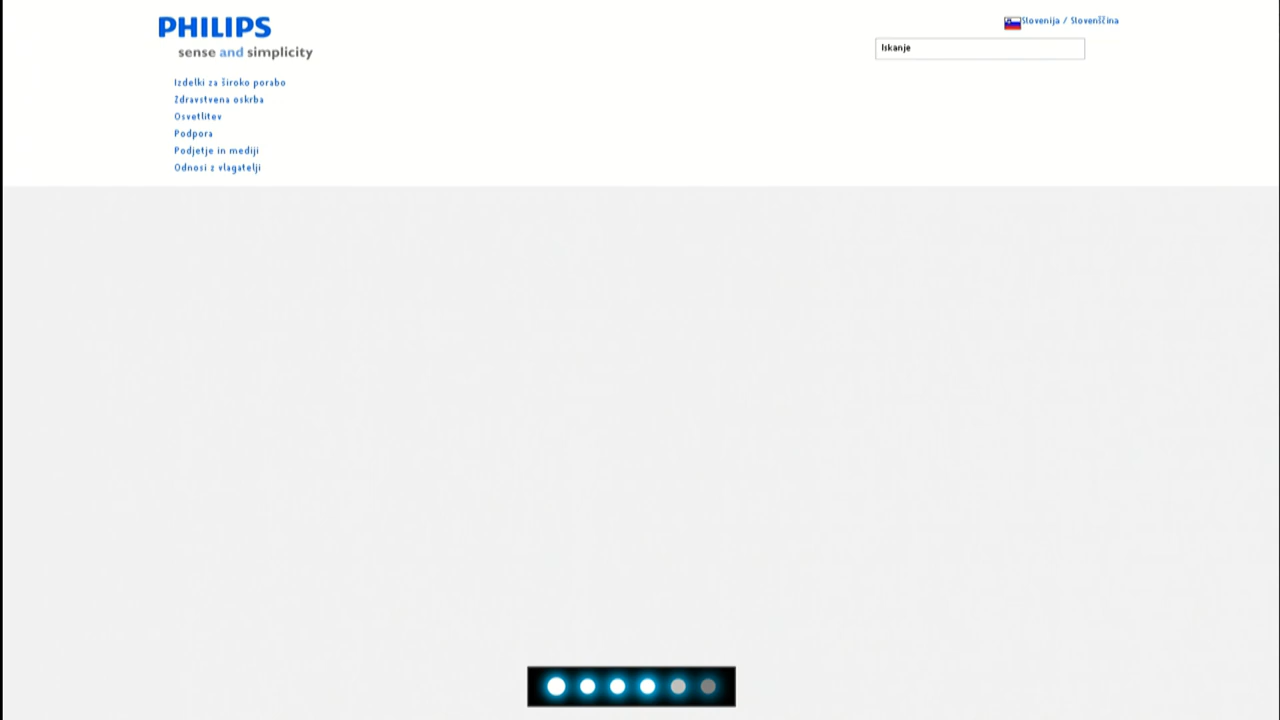 PHILIPS
sense and simplicity
Slovenija / Slovenščina
Iskanje
Izdelki za široko porabo
Zdravstvena oskrba
Osvetlitev
Podpora
Podjetje in mediji
Odnosi z vlagatelji